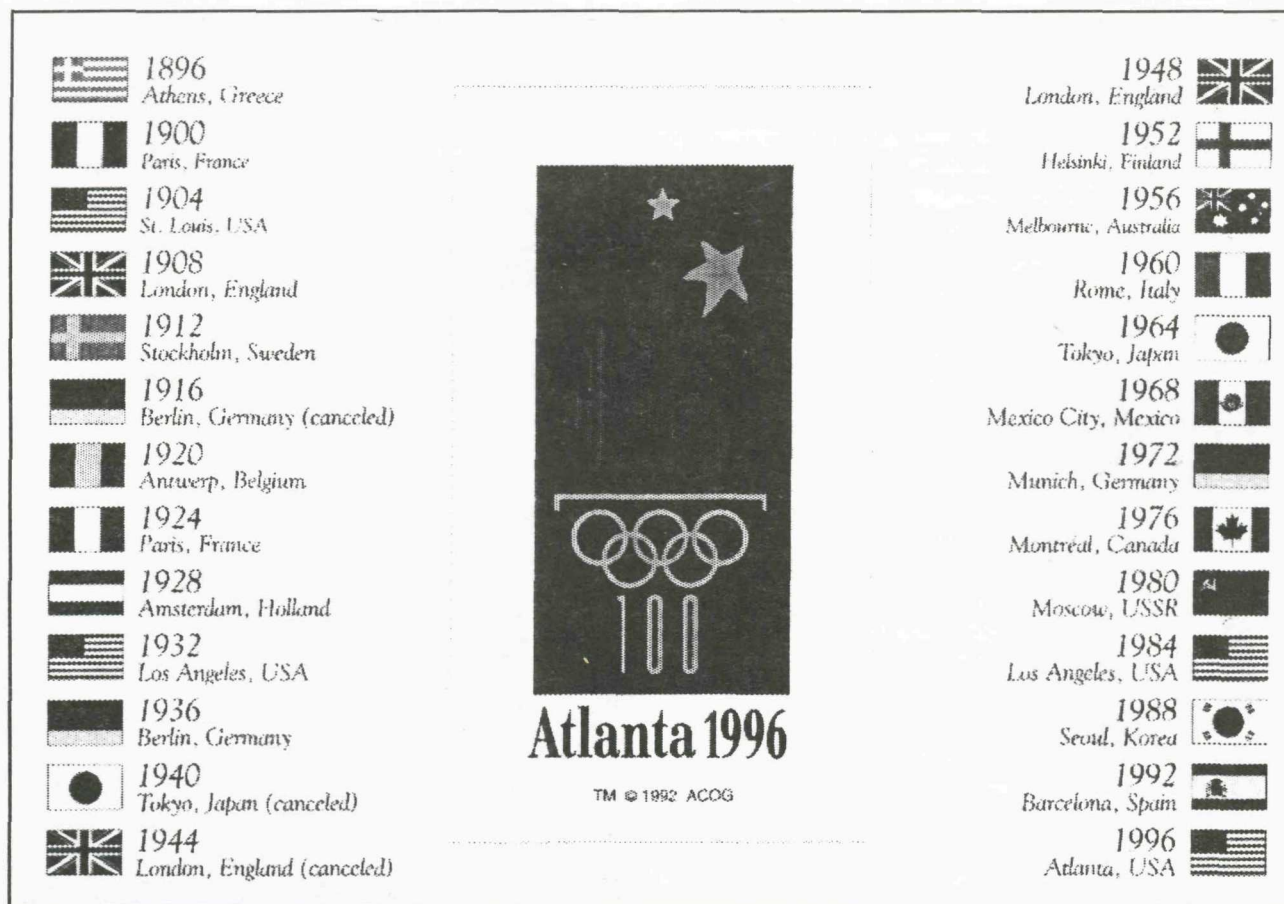 1896
Athens, Greece
1900
Paris, France
1904
St. Louis, USA
1908
London, England
1912
Stockholm, Sweden
1916
Berlin, Germany (canceled)
1920
Antwerp, Belgium
1924
Paris, France
1928
Amsterdam, Holland
1932
Los Angeles, USA
1936
Berlin, Germany
1940
Tokyo, Japan (canceled)
1944
London, England (canceled)
100
Atlanta 1996
TM © 1992 ACOG
1948
London, England
1952
Helsinki, Finland
1956
Melbourne, Australia
1960
Rome, Italy
1964
Tokyo, Japan
1968
Mexico City, Mexico
1972
Munich, Germany
1976
Montréal, Canada
1980
Moscow, USSR
1984
Los Angeles, USA
1988
Seoul, Korea
1992
Barcelona, Spain
1996
Atlanta, USA